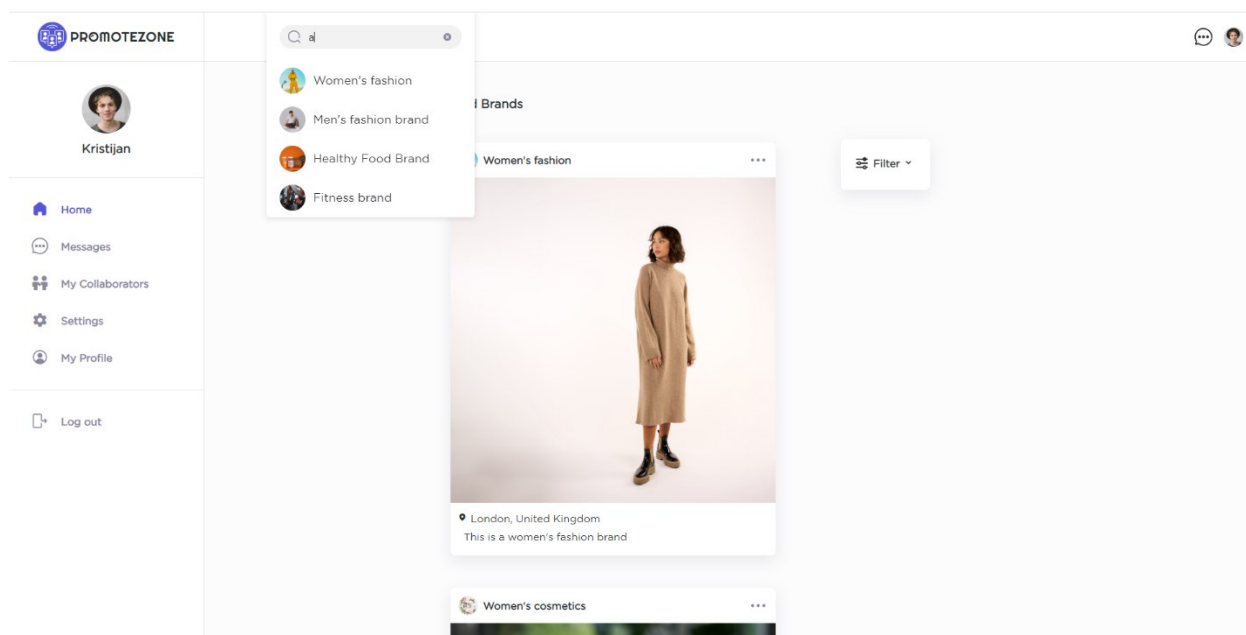 PROMOTEZONE
a
Women's fashion
Men's fashion brand
Healthy Food Brand
Fitness brand
Kristijan
Home
Messages
My Collaborators
Settings
My Profile
Log out
Brands
Women's fashion
Filter
London, United Kingdom
This is a women's fashion brand
Women's cosmetics